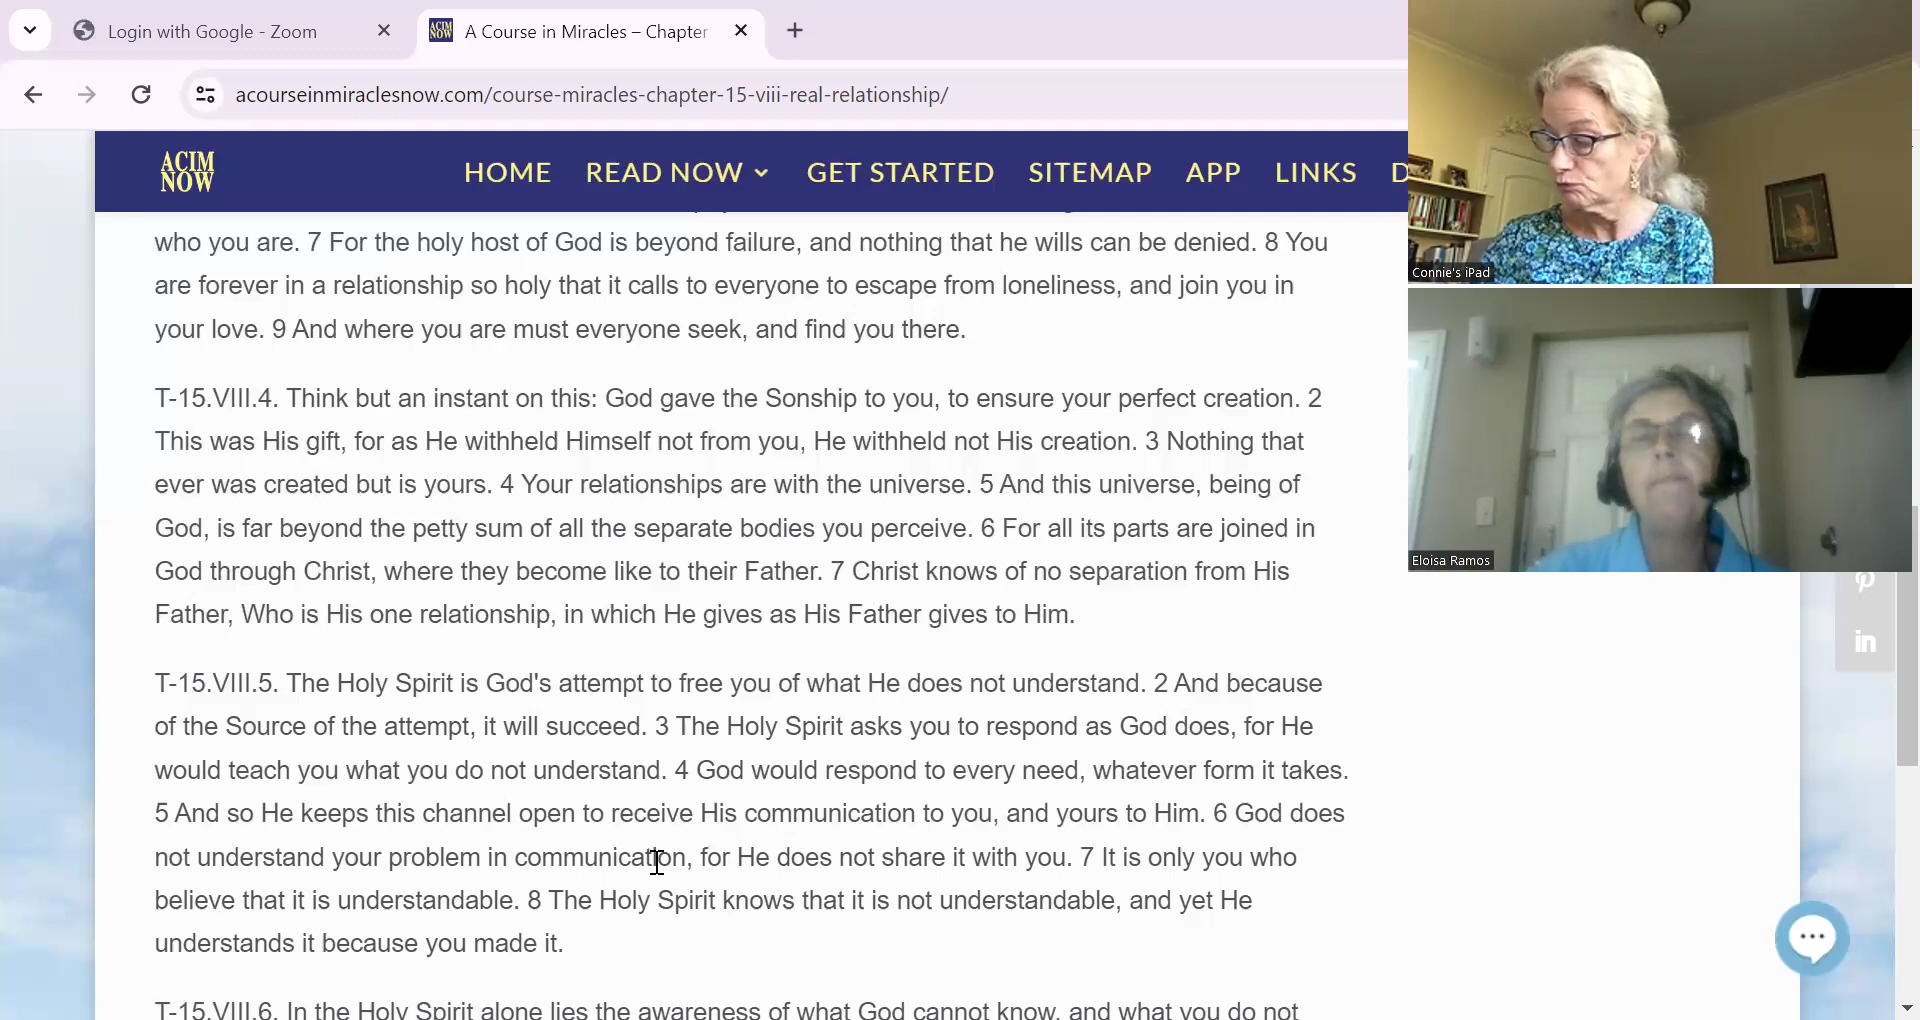 Login with Google - Zoom
ACIM NOW
A Course in Miracles – Chapter
acourseinmiraclesnow.com/course-miracles-chapter-15-viii-real-relationship/
ACIM
NOW
HOME READ NOW GET STARTED SITEMAP APP LINKS D
who you are. 7 For the holy host of God is beyond failure, and nothing that he wills can be denied. 8 You
are forever in a relationship so holy that it calls to everyone to escape from loneliness, and join you in
your love. 9 And where you are must everyone seek, and find you there.
T-15.VIII.4. Think but an instant on this: God gave the Sonship to you, to ensure your perfect creation. 2
This was His gift, for as He withheld Himself not from you, He withheld not His creation. 3 Nothing that
ever was created but is yours. 4 Your relationships are with the universe. 5 And this universe, being of
God, is far beyond the petty sum of all the separate bodies you perceive. 6 For all its parts are joined in
God through Christ, where they become like to their Father. 7 Christ knows of no separation from His
Father, Who is His one relationship, in which He gives as His Father gives to Him.
T-15.VIII.5. The Holy Spirit is God's attempt to free you of what He does not understand. 2 And because
of the Source of the attempt, it will succeed. 3 The Holy Spirit asks you to respond as God does, for He
would teach you what you do not understand. 4 God would respond to every need, whatever form it takes.
5 And so He keeps this channel open to receive His communication to you, and yours to Him. 6 God does
not understand your problem in communication, for He does not share it with you. 7 It is only you who
believe that it is understandable. 8 The Holy Spirit knows that it is not understandable, and yet He
understands it because you made it.
T-15.VIII.6. In the Holy Spirit alone lies the awareness of what God cannot know, and what you do not
Connie's iPad
Eloisa Ramos
in